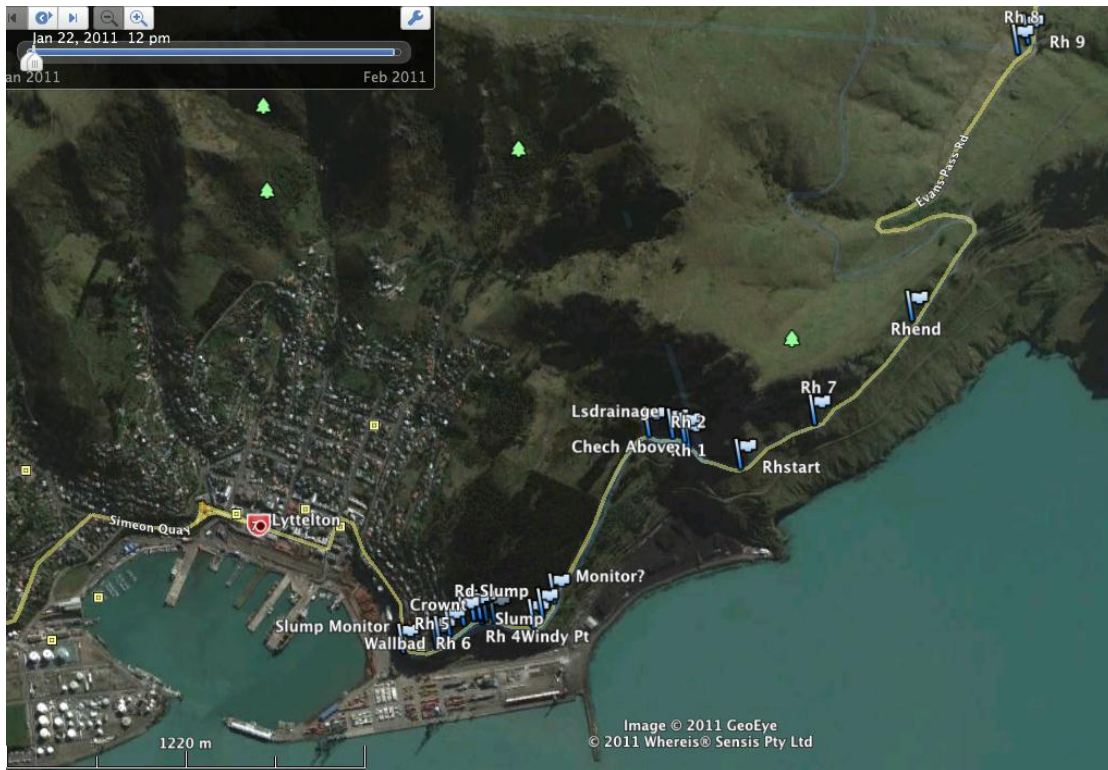 Jan 22, 2011 12 pm
an 2011
Feb 2011
Rh 8
Rh 9
Evans Pass Rd
Rhend
Rh 7
Lsdrainage
Rh 2
Chech Above
Rh 1
Rhstart
Simeon Quay
Lyttelton
Monitor?
Rd Slump
Crownt
Slump
Slump Monitor
Rh 5
Rh 4
Windy Pt
Wallbad
Rh 6
1220 m
Image © 2011 GeoEye
© 2011 Whereis® Sensis Pty Ltd